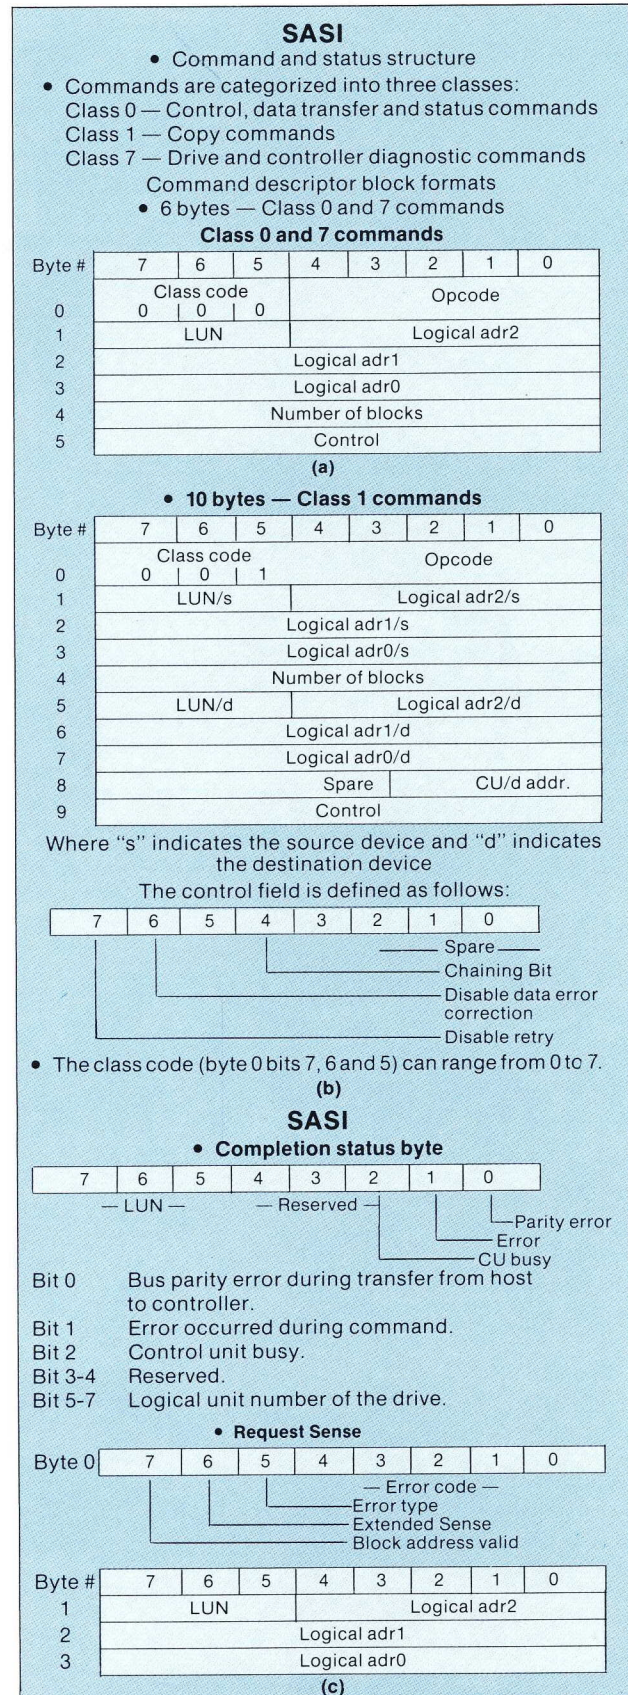 SASI
• Command and status structure
• Commands are categorized into three classes:
Class 0 — Control, data transfer and status commands
Class 1 — Copy commands
Class 7 — Drive and controller diagnostic commands
Command descriptor block formats
• 6 bytes — Class 0 and 7 commands
Class 0 and 7 commands
Byte # 7 6 5 4 3 2 1 0
Class code Opcode
0 0 0 0
1 LUN Logical adr2
2 Logical adr1
3 Logical adr0
4 Number of blocks
5 Control
(a)
• 10 bytes — Class 1 commands
Byte # 7 6 5 4 3 2 1 0
Class code Opcode
0 0 0 1
1 LUN/s Logical adr2/s
2 Logical adr1/s
3 Logical adr0/s
4 Number of blocks
5 LUN/d Logical adr2/d
6 Logical adr1/d
7 Logical adr0/d
8 Spare CU/d addr.
9 Control
Where “s” indicates the source device and “d” indicates
the destination device
The control field is defined as follows:
7 6 5 4 3 2 1 0
Spare
Chaining Bit
Disable data error
correction
Disable retry
• The class code (byte 0 bits 7, 6 and 5) can range from 0 to 7.
(b)
SASI
• Completion status byte
7 6 5 4 3 2 1 0
— LUN — — Reserved —
Parity error
Error
CU busy
Bit 0 Bus parity error during transfer from host
to controller.
Bit 1 Error occurred during command.
Bit 2 Control unit busy.
Bit 3-4 Reserved.
Bit 5-7 Logical unit number of the drive.
• Request Sense
Byte 0 7 6 5 4 3 2 1 0
— Error code —
Error type
Extended Sense
Block address valid
Byte # 7 6 5 4 3 2 1 0
1 LUN Logical adr2
2 Logical adr1
3 Logical adr0
(c)